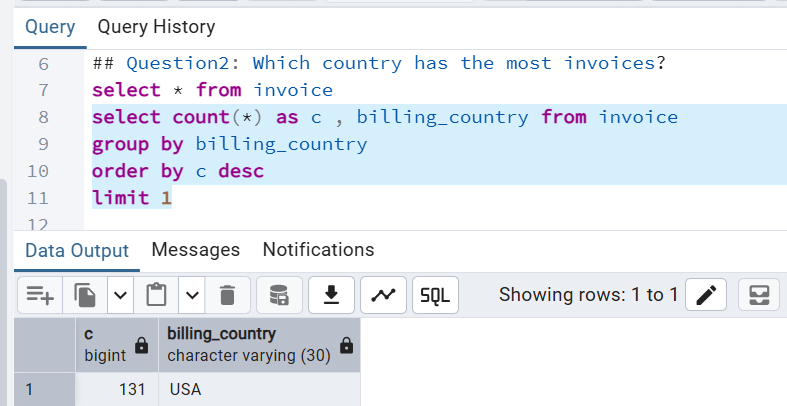 Query Query History
6 ## Question2: Which country has the most invoices?
7 select * from invoice
8 select count(*) as c , billing_country from invoice
9 group by billing_country
10 order by c desc
11 limit 1
12
Data Output Messages Notifications
SQL Showing rows: 1 to 1
c billing_country
bigint character varying (30)
1 131 USA